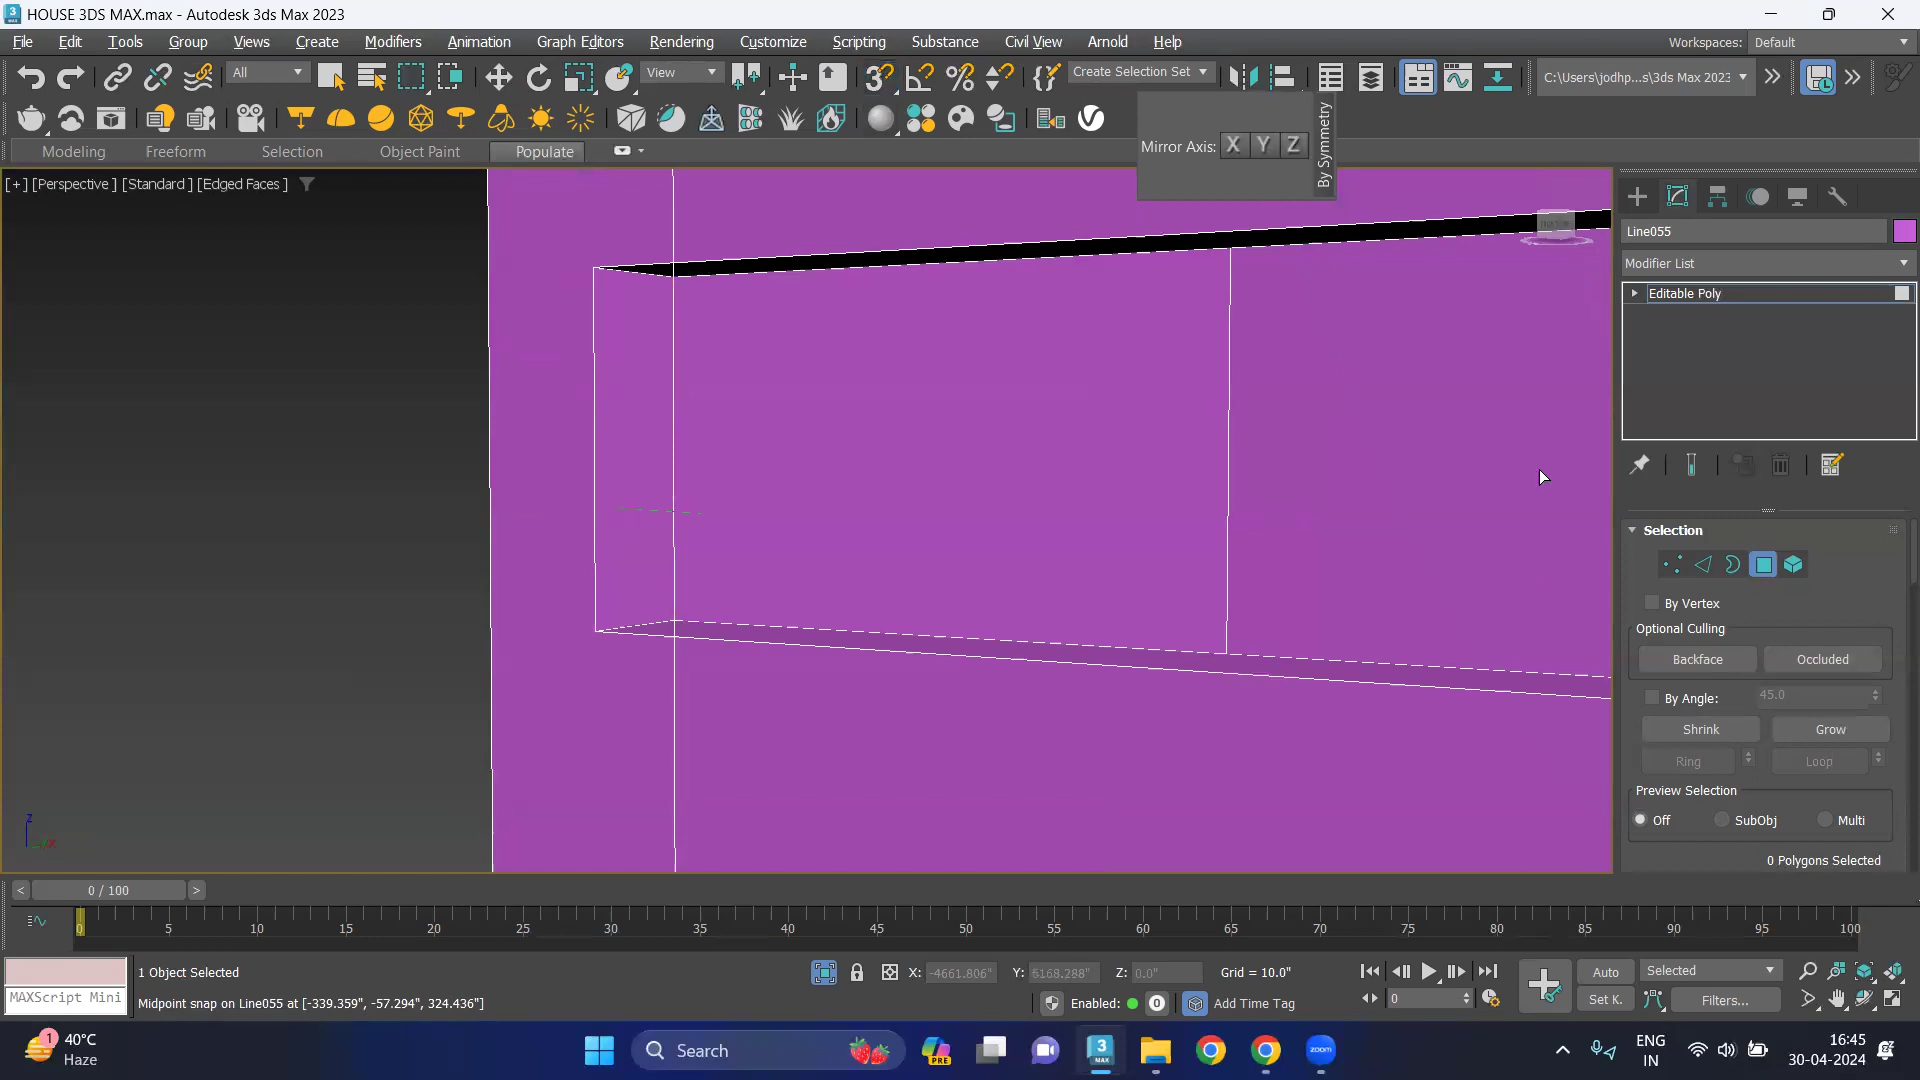 HOUSE 3DS MAX.max - Autodesk 3ds Max 2023
File Edit Tools Group Views Create Modifiers Animation Graph Editors Rendering Customize Scripting Substance Civil View Arnold Help Workspaces: Default
All View Create Selection Set C:\Users\jodhp...s\3ds Max 2023
Modeling Freeform Selection Object Paint Populate
Mirror Axis: X Y Z
By Symmetry
[+] [Perspective ] [Standard ] [Edged Faces ]
Line055
Modifier List
Editable Poly
Selection
By Vertex
Optional Culling
Backface Occluded
By Angle: 45.0
Shrink Grow
Ring Loop
Preview Selection
Off SubObj Multi
0 Polygons Selected
z
x
< 0 / 100 >
0 5 10 15 20 25 30 35 40 45 50 55 60 65 70 75 80 85 90 95 100
1 Object Selected X: -4661.806" Y: 5168.288" Z: 0.0" Grid = 10.0" Auto Selected
MAXScript Mini Midpoint snap on Line055 at [-339.359", -57.294", 324.436"] Enabled: 0 Add Time Tag 0 Set K. Filters...
1 40°C
Haze
Search
PRE
3
MAX
zoom
ENG
IN
16:45
30-04-2024